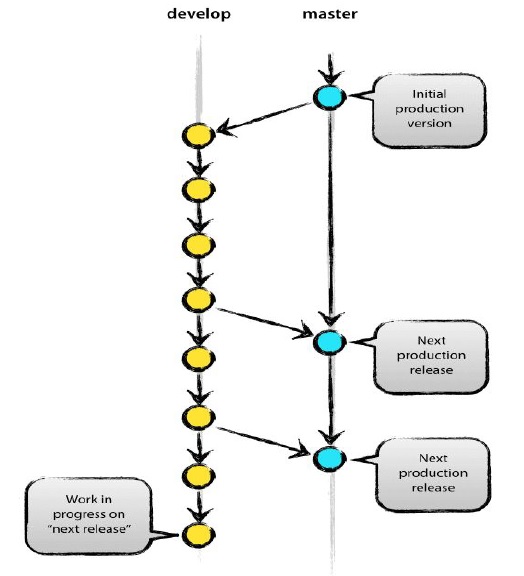 develop
master
Initial
production
version
Next
production
release
Next
production
release
Work in
progress on
“next release”